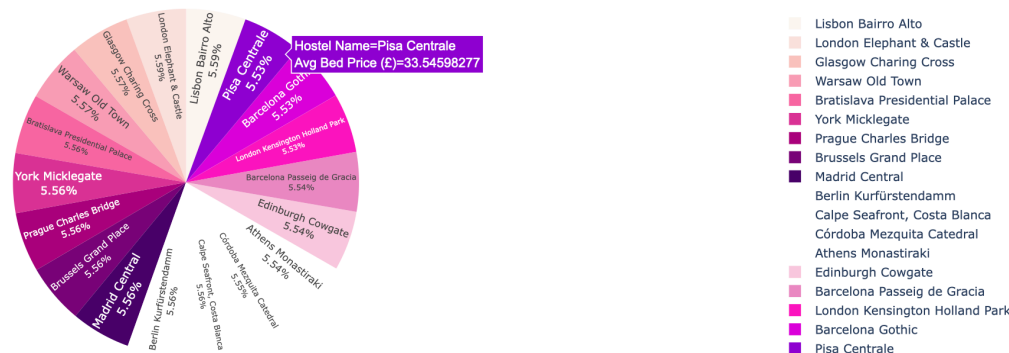 Lisbon Bairro Alto
5.59%
Pisa Centrale
5.53%
Hostel Name=Pisa Centrale
Avg Bed Price (£)=33.54598277
Barcelona Gothic
5.53%
London Kensington Holland Park
5.53%
Barcelona Passeig de Gracia
5.54%
Edinburgh Cowgate
5.54%
Athens Monastiraki
5.54%
Córdoba Mezquita Catedral
5.55%
Calpe Seafront, Costa Blanca
5.56%
Berlin Kurfürstendamm
5.56%
Madrid Central
5.56%
Brussels Grand Place
5.56%
Prague Charles Bridge
5.56%
York Micklegate
5.56%
Bratislava Presidential Palace
5.56%
Warsaw Old Town
5.57%
Glasgow Charing Cross
5.57%
London Elephant & Castle
5.59%
Lisbon Bairro Alto
London Elephant & Castle
Glasgow Charing Cross
Warsaw Old Town
Bratislava Presidential Palace
York Micklegate
Prague Charles Bridge
Brussels Grand Place
Madrid Central
Berlin Kurfürstendamm
Calpe Seafront, Costa Blanca
Córdoba Mezquita Catedral
Athens Monastiraki
Edinburgh Cowgate
Barcelona Passeig de Gracia
London Kensington Holland Park
Barcelona Gothic
Pisa Centrale